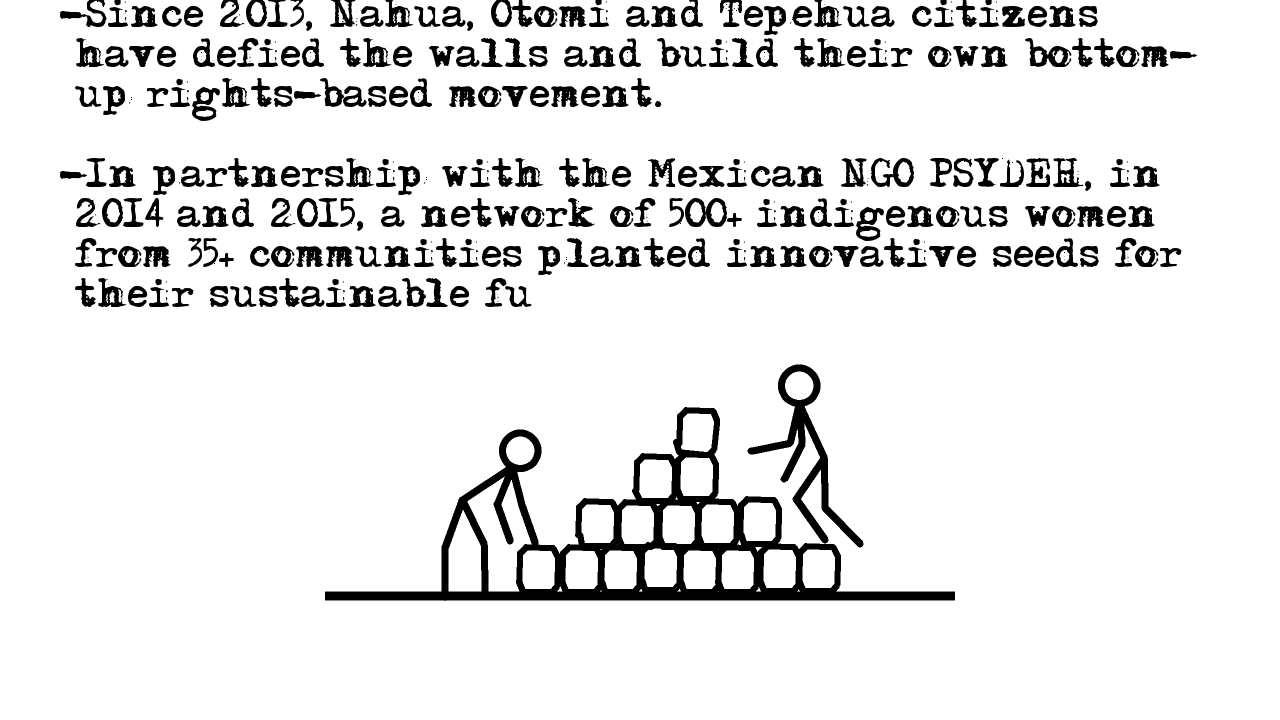 -Since 2013, Nahua, Otomi and Tepehua citizens
have defied the walls and build their own bottom-
up rights-based movement.
-In partnership with the Mexican NGO PSYDEH, in
2014 and 2015, a network of 500+ indigenous women
from 35+ communities planted innovative seeds for
their sustainable fu